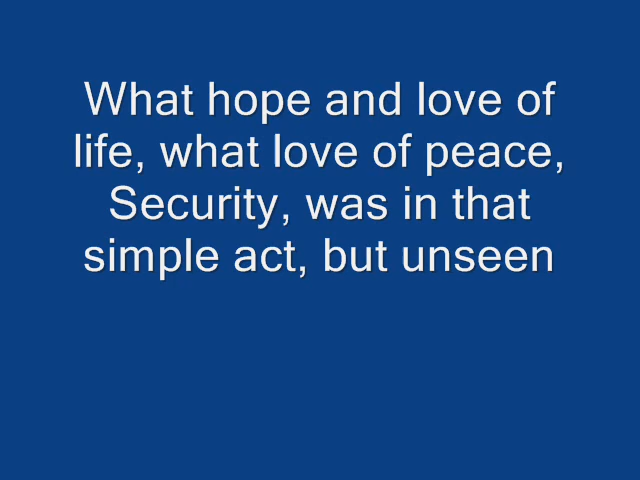 What hope and love of
life, what love of peace,
Security, was in that
simple act, but unseen